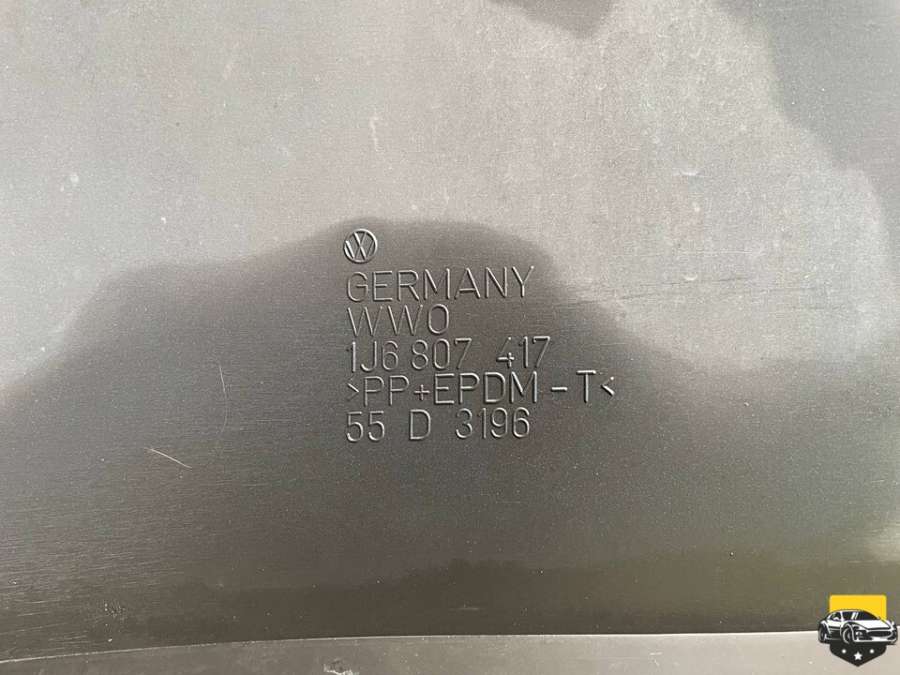 GERMANY
WWO
1J6 807 417
>PP+EPDM-T<
55 D 3196